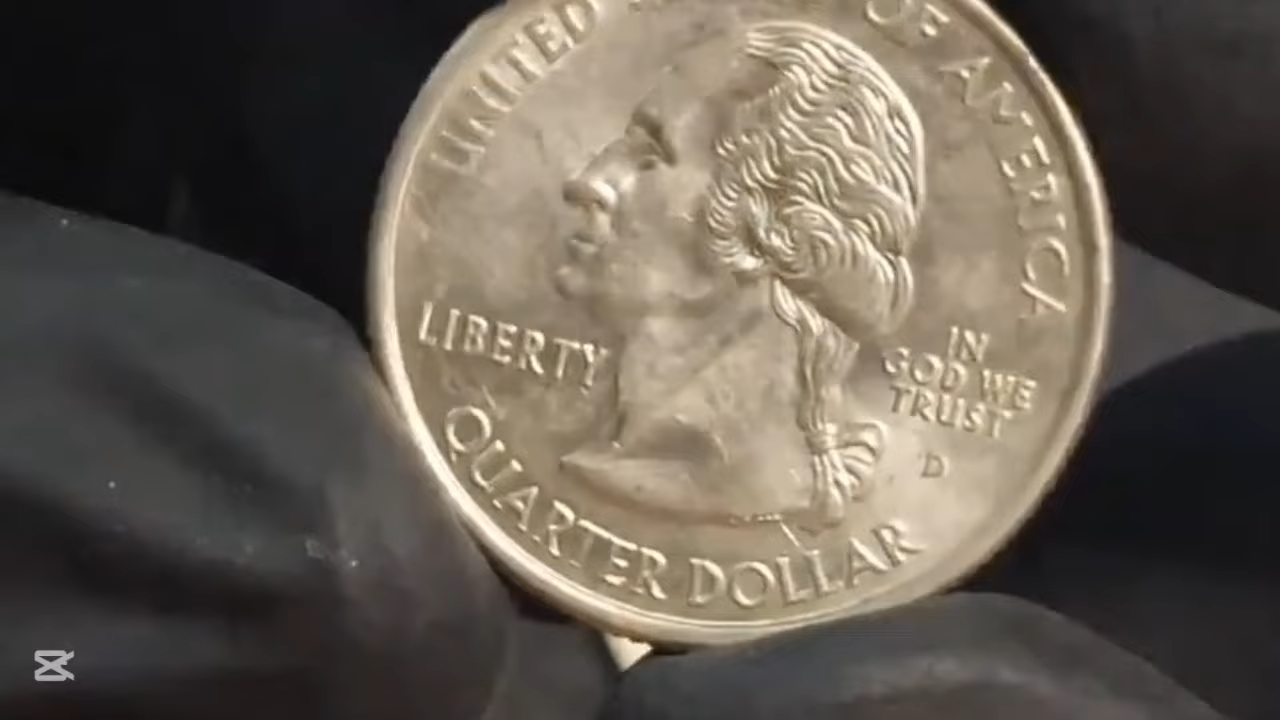 UNITED
OF AMERICA
LIBERTY
IN
GOD WE
TRUST
D
QUARTER DOLLAR